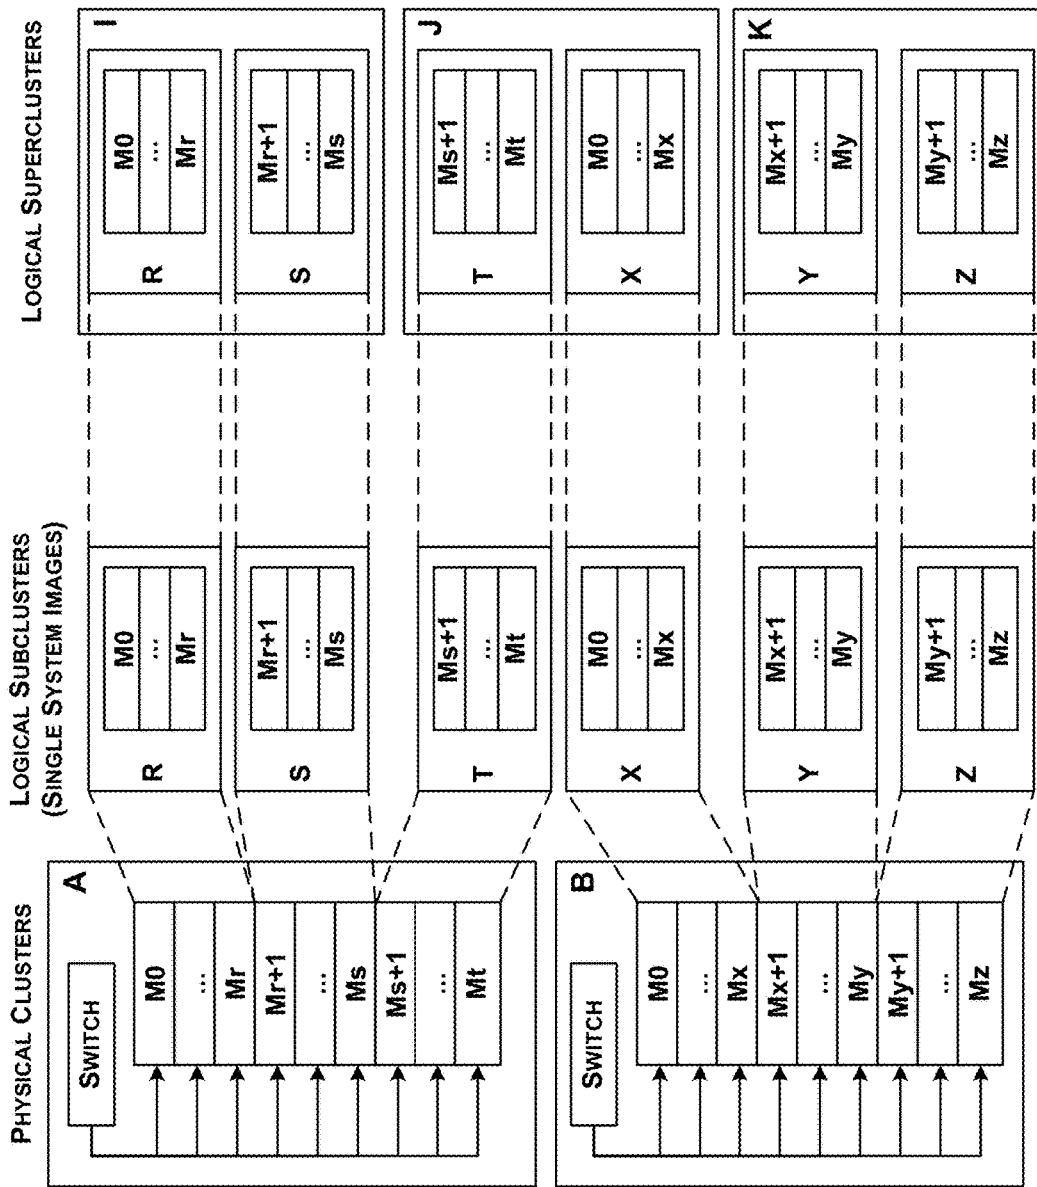 PHYSICAL CLUSTERS
A
SWITCH
M0
...
Mr
Mr+1
...
Ms
Ms+1
...
Mt
B
SWITCH
M0
...
Mx
Mx+1
...
My
My+1
...
Mz
LOGICAL SUBCLUSTERS
(SINGLE SYSTEM IMAGES)
R
M0
...
Mr
S
Mr+1
...
Ms
T
Ms+1
...
Mt
X
M0
...
Mx
Y
Mx+1
...
My
Z
My+1
...
Mz
LOGICAL SUPERCLUSTERS
I
R
M0
...
Mr
S
Mr+1
...
Ms
J
T
Ms+1
...
Mt
X
M0
...
Mx
K
Y
Mx+1
...
My
Z
My+1
...
Mz